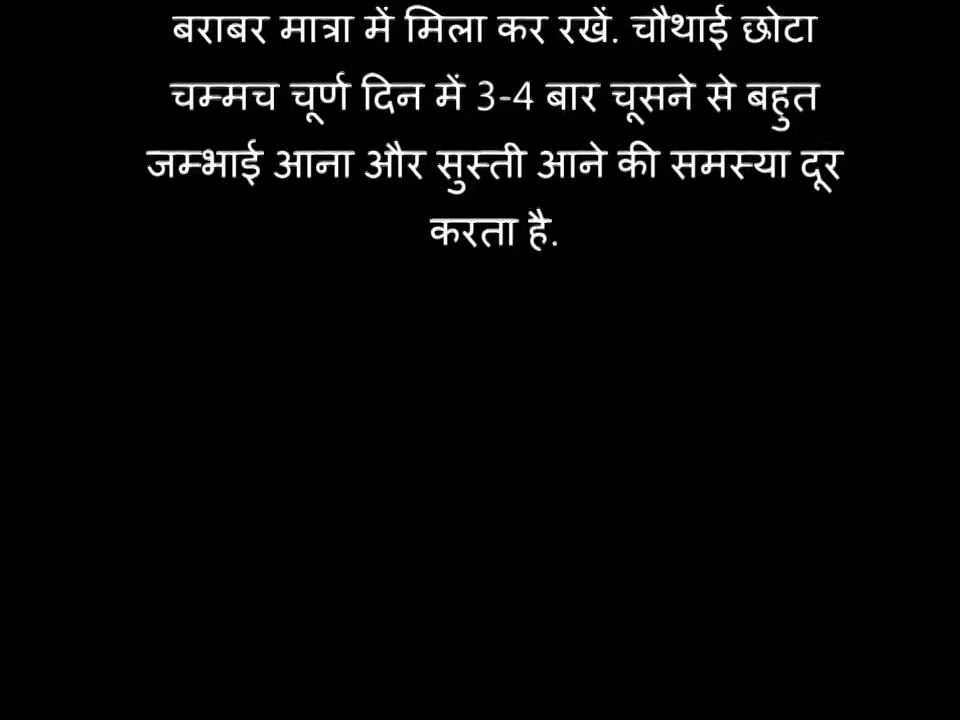 बराबर मात्रा में मिला कर रखें. चौथाई छोटा
चम्मच चूर्ण दिन में 3-4 बार चूसने से बहुत
जम्भाई आना और सुस्ती आने की समस्या दूर
करता है.